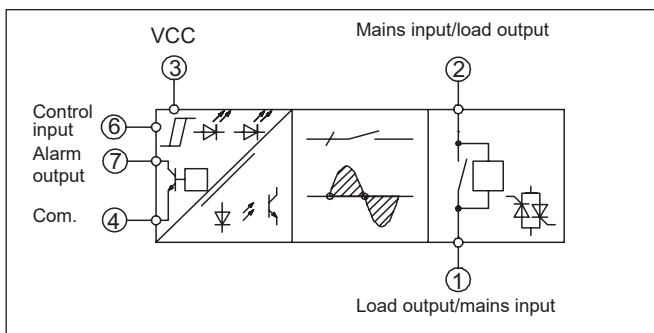 VCC
Mains input/load output
3
2
Control
input
6
Alarm
output
7
Com.
4
1
Load output/mains input